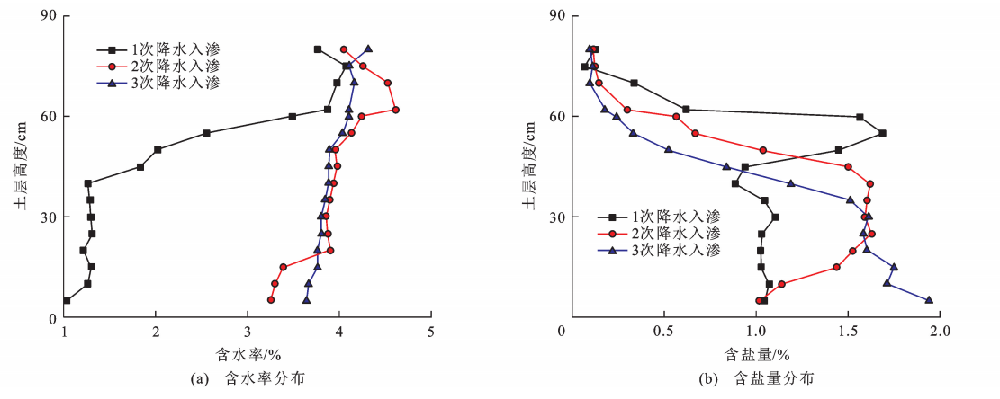 90
60
30
0
土层高度/cm
1次降水入渗
2次降水入渗
3次降水入渗
1 2 3 4 5
含水率/%
(a) 含水率分布
90
60
30
0
土层高度/cm
1次降水入渗
2次降水入渗
3次降水入渗
0 0.5 1.0 1.5 2.0
含盐量/%
(b) 含盐量分布